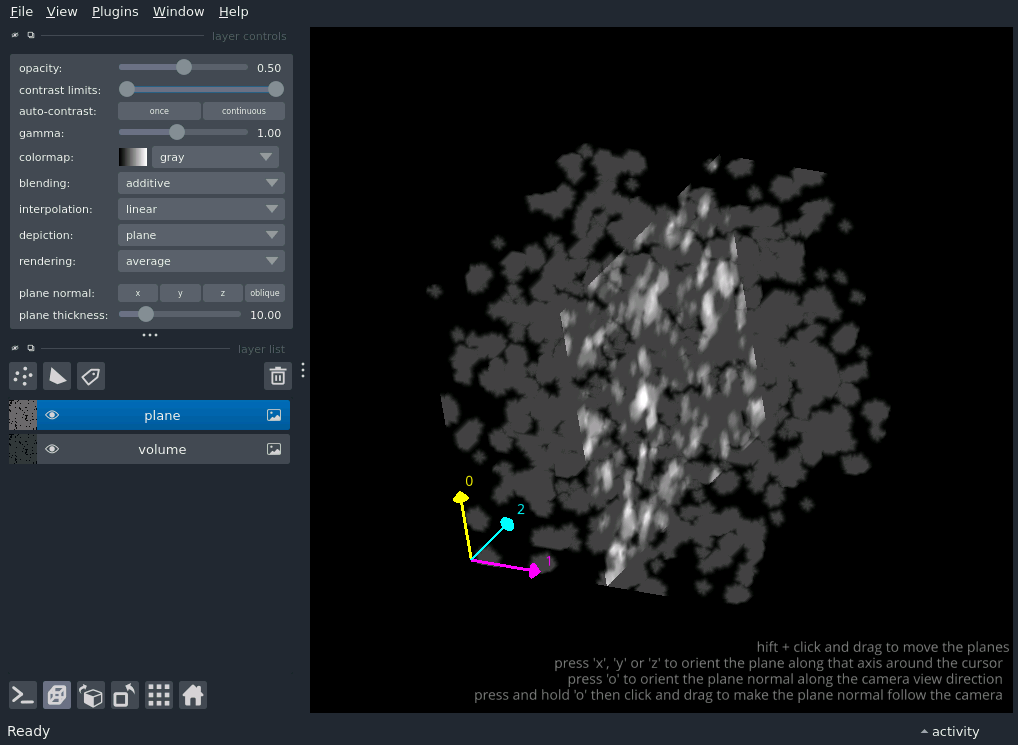 File View Plugins Window Help
layer controls
opacity: 0.50
contrast limits:
auto-contrast: once continuous
gamma: 1.00
colormap: gray
blending: additive
interpolation: linear
depiction: plane
rendering: average
plane normal: x y z oblique
plane thickness: 10.00
layer list
plane
volume
0
2
1
hift + click and drag to move the planes
press 'x', 'y' or 'z' to orient the plane along that axis around the cursor
press 'o' to orient the plane normal along the camera view direction
press and hold 'o' then click and drag to make the plane normal follow the camera
Ready activity